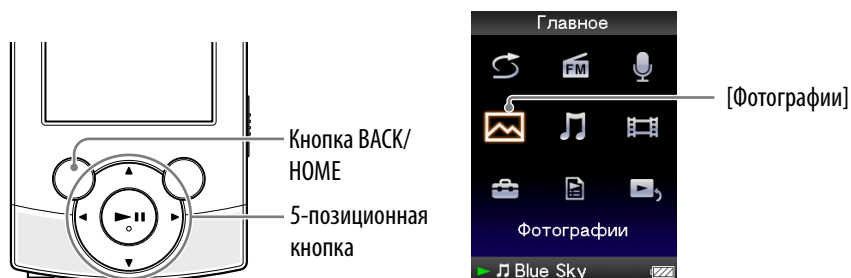 Кнопка BACK/
HOME
5-позиционная
кнопка
Главное
FM
[Фотографии]
Фотографии
Blue Sky